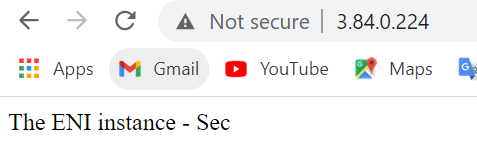 Not secure | 3.84.0.224
Apps Gmail YouTube Maps
The ENI instance - Sec